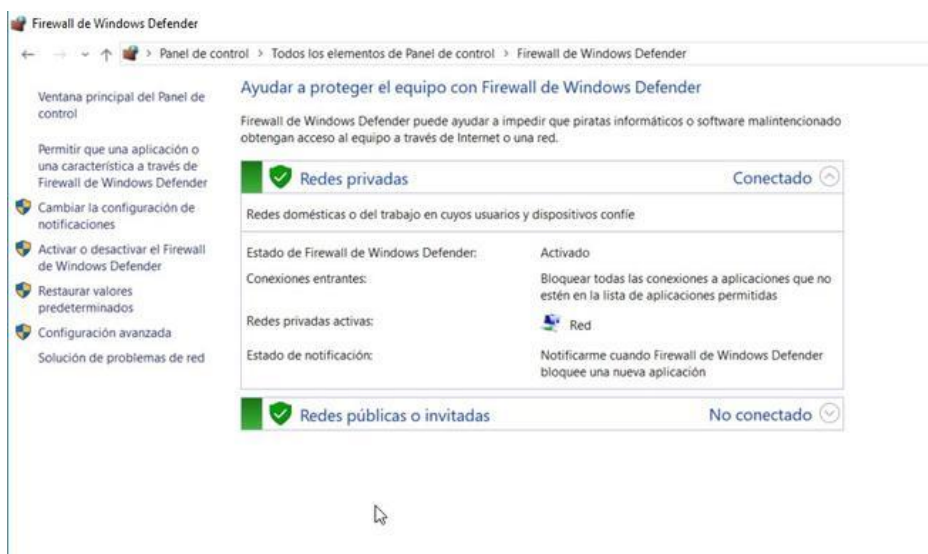 Firewall de Windows Defender
Panel de control > Todos los elementos de Panel de control > Firewall de Windows Defender
Ventana principal del Panel de
control
Permitir que una aplicación o
una característica a través de
Firewall de Windows Defender
Cambiar la configuración de
notificaciones
Activar o desactivar el Firewall
de Windows Defender
Restaurar valores
predeterminados
Configuración avanzada
Solución de problemas de red
Ayudar a proteger el equipo con Firewall de Windows Defender
Firewall de Windows Defender puede ayudar a impedir que piratas informáticos o software malintencionado
obtengan acceso al equipo a través de Internet o una red.
Redes privadas Conectado
Redes domésticas o del trabajo en cuyos usuarios y dispositivos confíe
Estado de Firewall de Windows Defender: Activado
Conexiones entrantes: Bloquear todas las conexiones a aplicaciones que no
estén en la lista de aplicaciones permitidas
Redes privadas activas: Red
Estado de notificación: Notificarme cuando Firewall de Windows Defender
bloquee una nueva aplicación
Redes públicas o invitadas No conectado